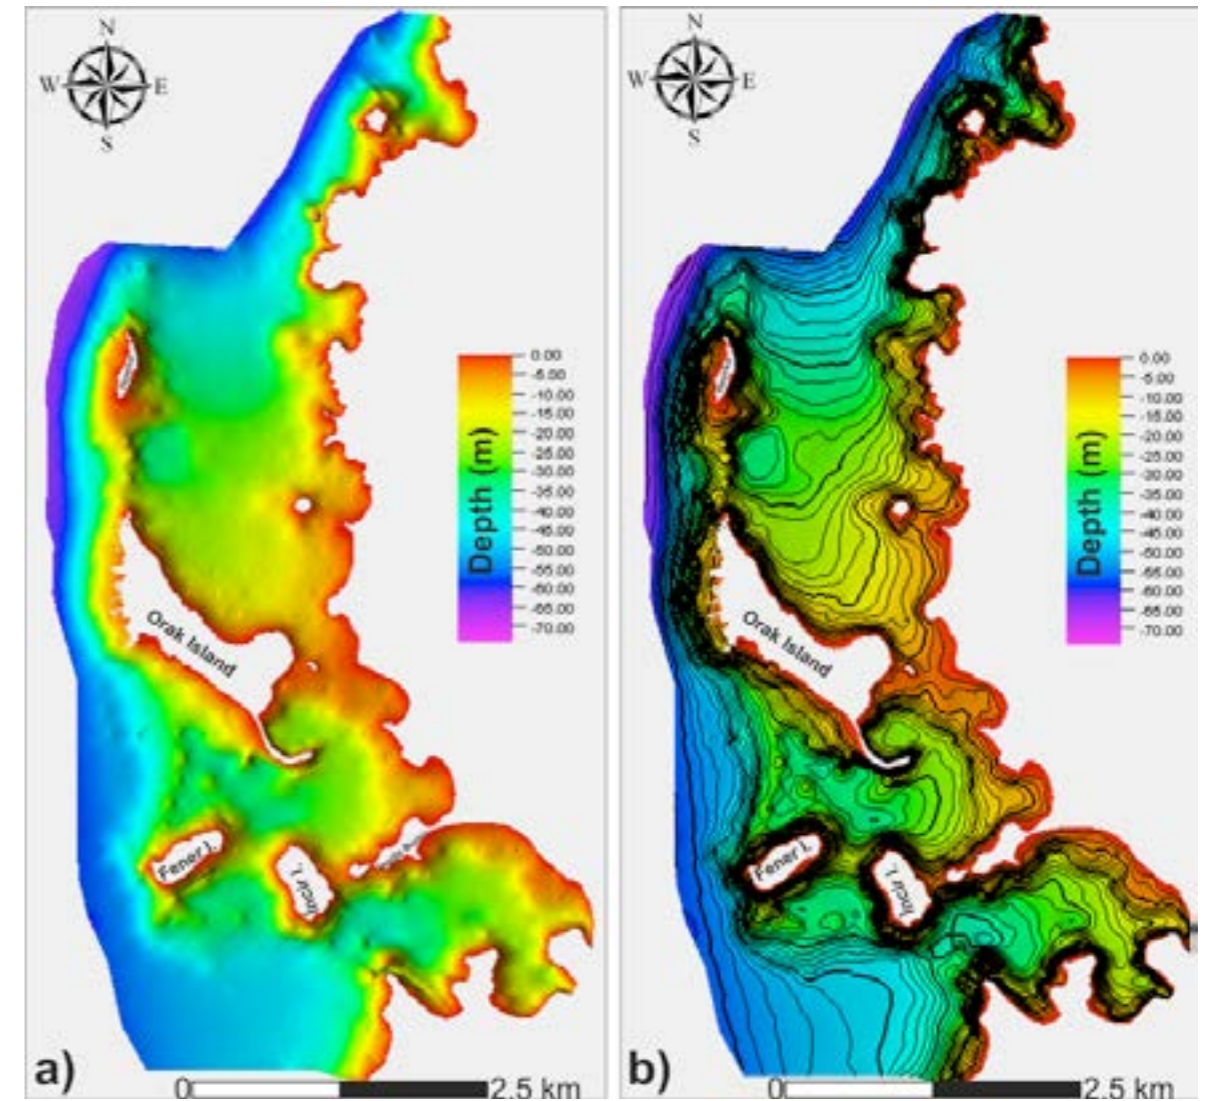 N
W E
S
0.00
-5.00
-10.00
-15.00
-20.00
-25.00
-30.00
-35.00
-40.00
-45.00
-50.00
-55.00
-60.00
-65.00
-70.00
Depth (m)
Orak Island
Fener I.
İncir I.
a)
0 2.5 km
N
W E
S
0.00
-5.00
-10.00
-15.00
-20.00
-25.00
-30.00
-35.00
-40.00
-45.00
-50.00
-55.00
-60.00
-65.00
-70.00
Depth (m)
Orak Island
Fener I.
İncir I.
b)
0 2.5 km